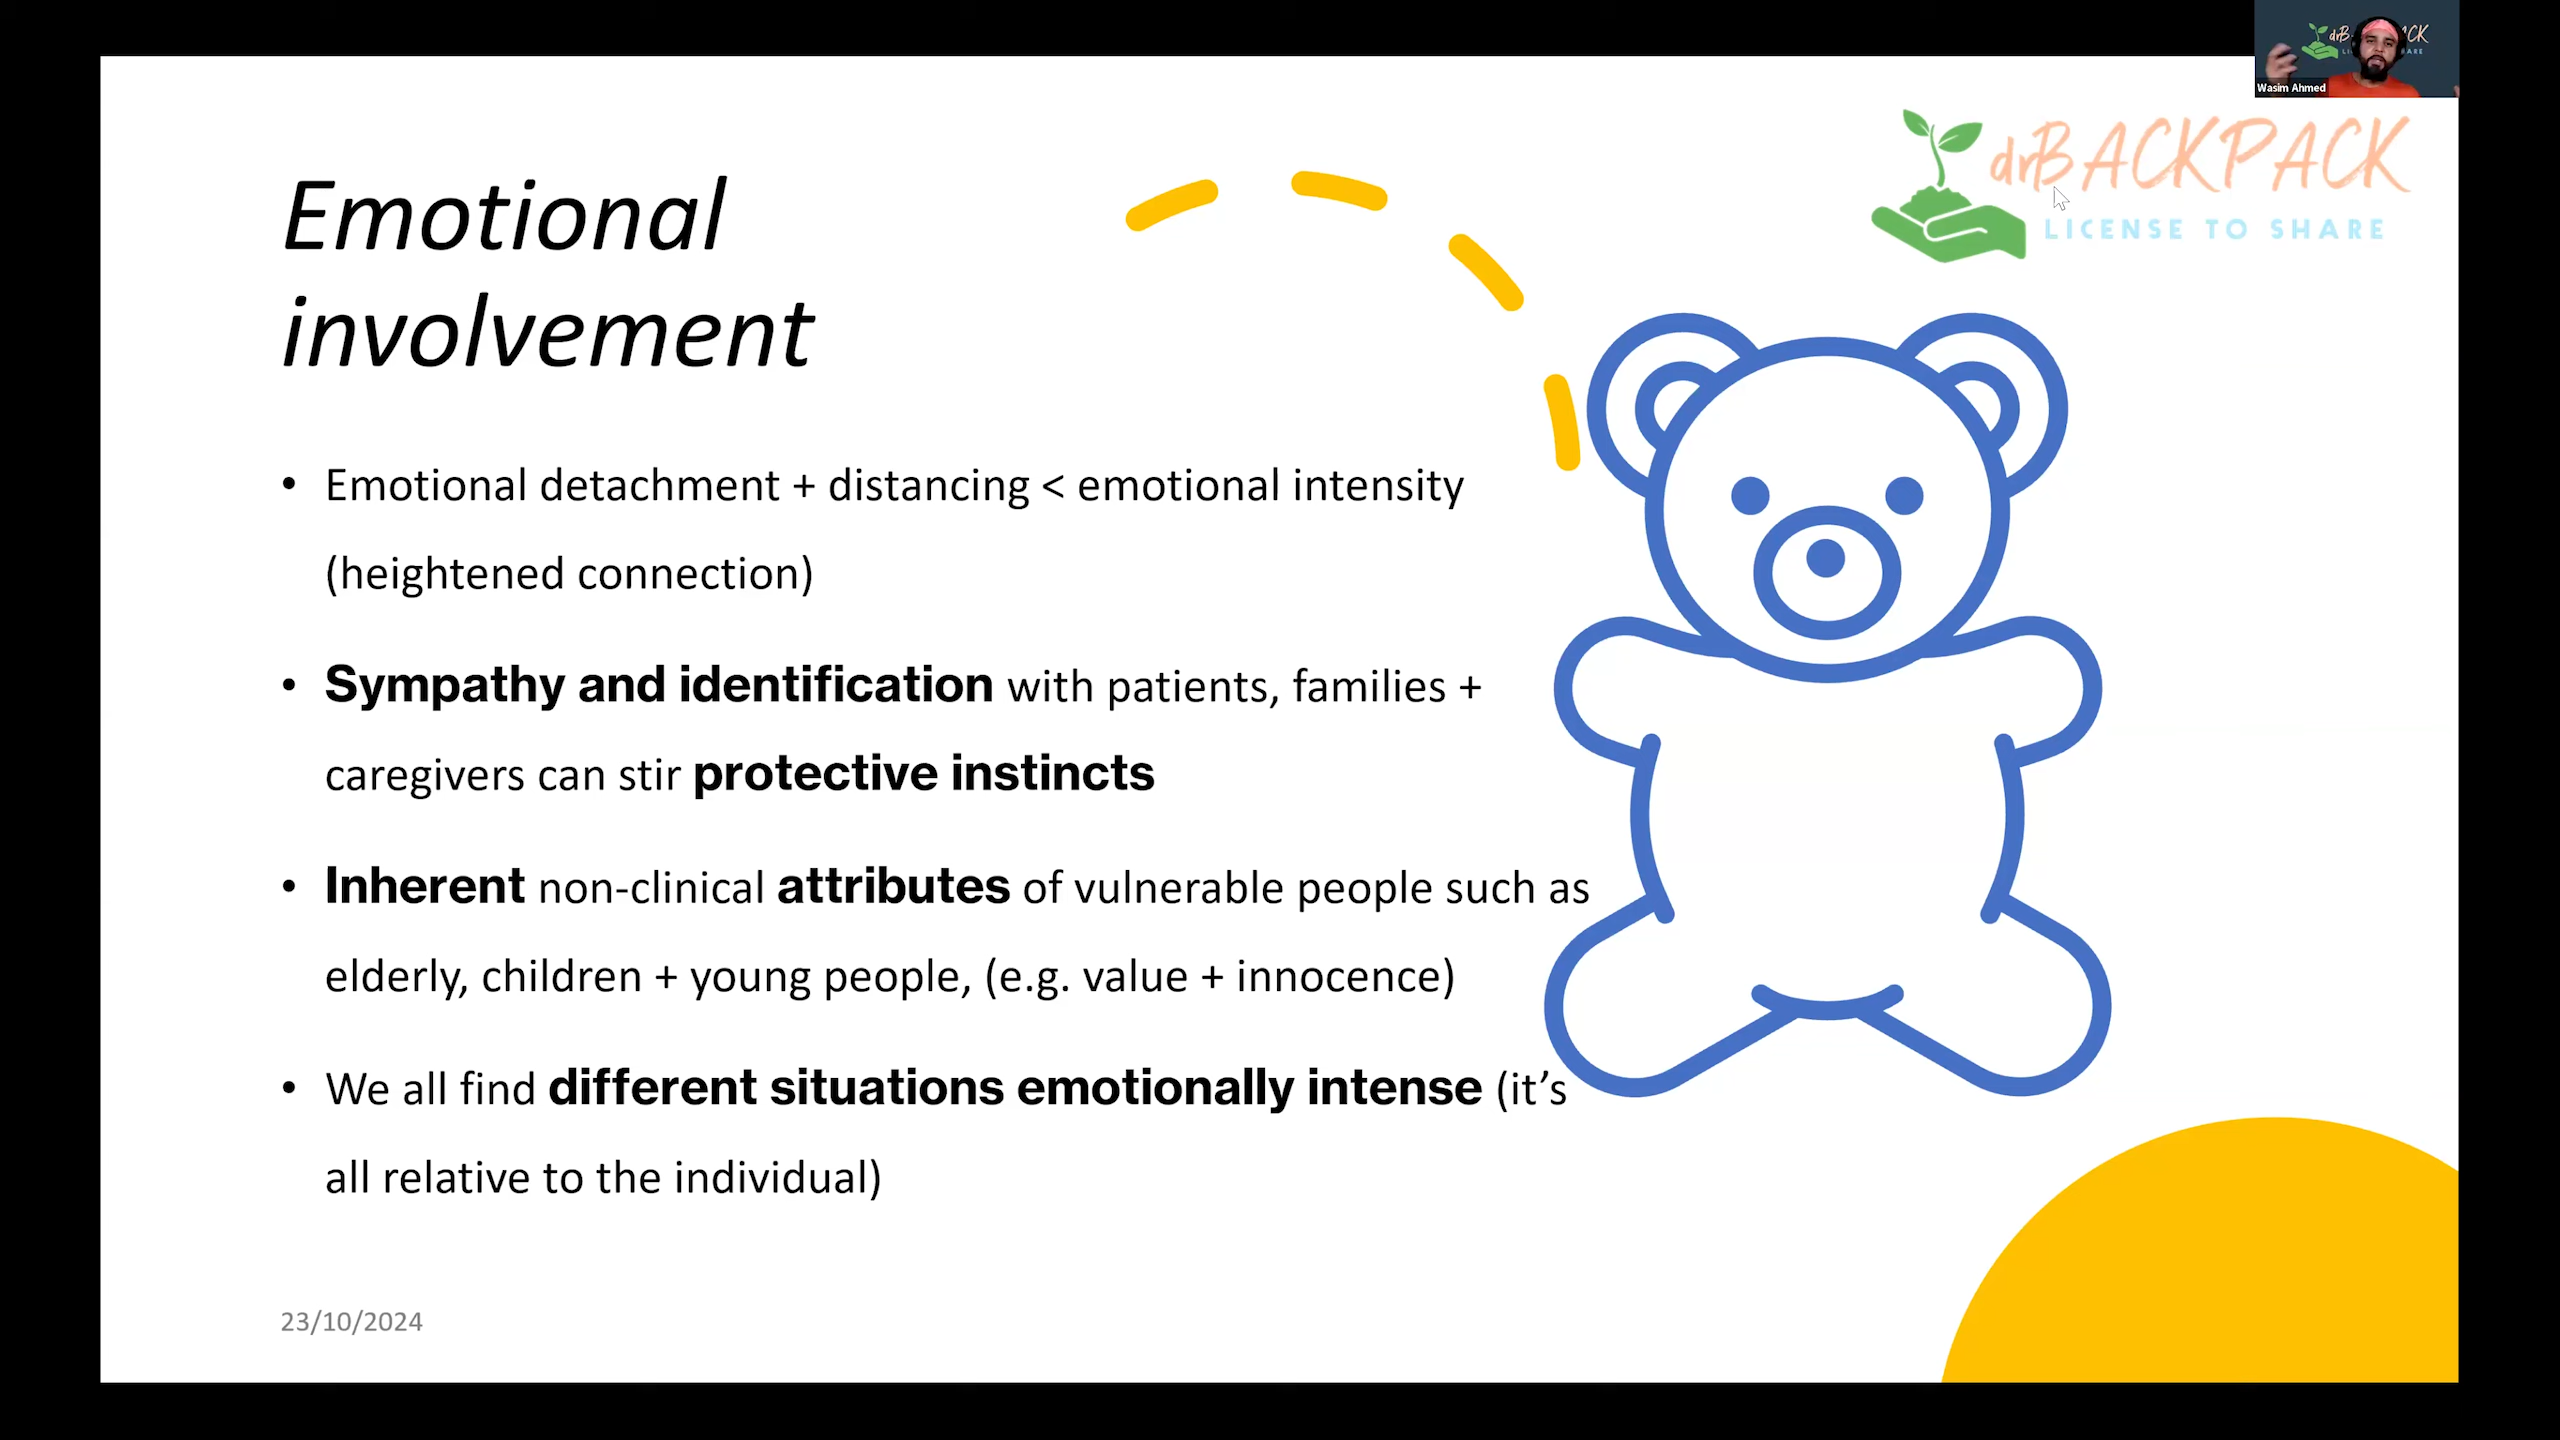 Wasim Ahmed
drBACKPACK
LICENSE TO SHARE
Emotional
involvement
• Emotional detachment + distancing < emotional intensity
(heightened connection)
• Sympathy and identification with patients, families +
caregivers can stir protective instincts
• Inherent non-clinical attributes of vulnerable people such as
elderly, children + young people, (e.g. value + innocence)
• We all find different situations emotionally intense (it’s
all relative to the individual)
23/10/2024